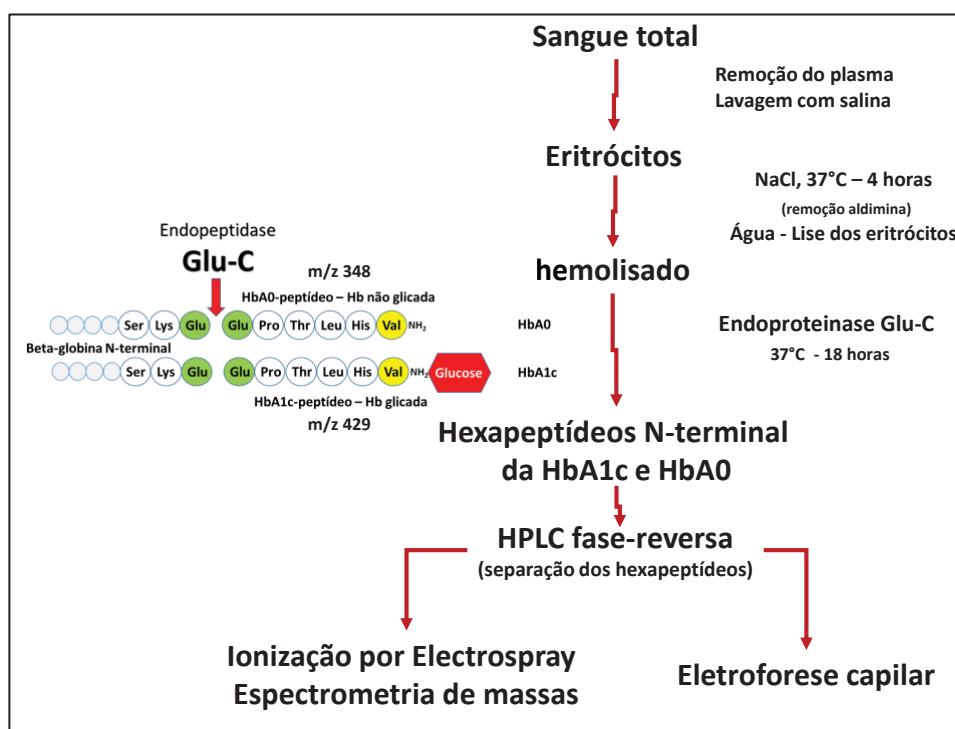 Sangue total
Remoção do plasma
Lavagem com salina
Eritrócitos
NaCl, 37°C – 4 horas
(remoção aldimina)
Água - Lise dos eritrócitos
hemolisado
Endopeptidase
Glu-C
m/z 348
HbA0-peptídeo – Hb não glicada
Ser Lys Glu Glu Pro Thr Leu His Val NH₂ HbA0
Beta-globina N-terminal
Ser Lys Glu Glu Pro Thr Leu His Val NH₂ Glucose HbA1c
HbA1c-peptídeo – Hb glicada
m/z 429
Endoproteinase Glu-C
37°C - 18 horas
Hexapeptídeos N-terminal
da HbA1c e HbA0
HPLC fase-reversa
(separação dos hexapeptídeos)
Ionização por Electrospray
Espectrometria de massas
Eletroforese capilar